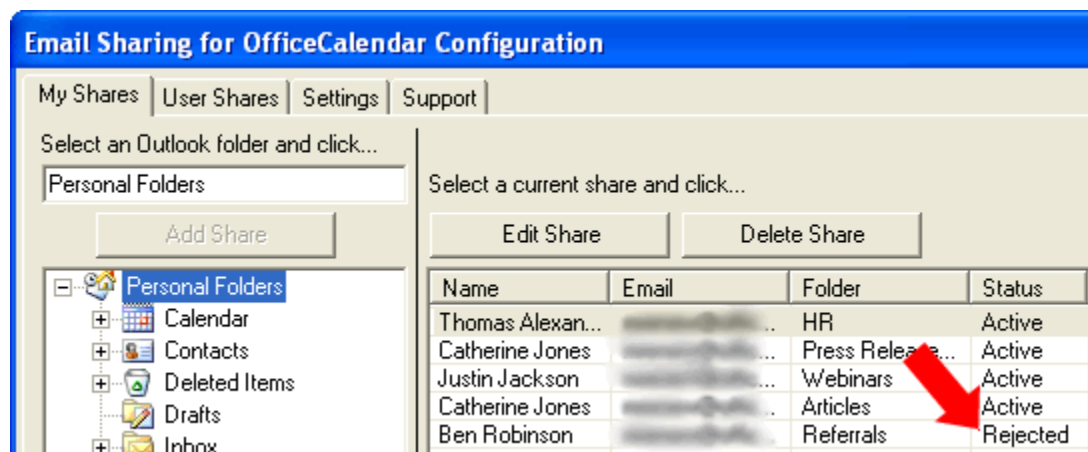 Email Sharing for OfficeCalendar Configuration
My Shares User Shares Settings Support
Select an Outlook folder and click...
Personal Folders
Add Share
Personal Folders
Calendar
Contacts
Deleted Items
Drafts
Inbox
Select a current share and click...
Edit Share Delete Share
Name Email Folder Status
Thomas Alexan... HR Active
Catherine Jones Press Release... Active
Justin Jackson Webinars Active
Catherine Jones Articles Active
Ben Robinson Referrals Rejected